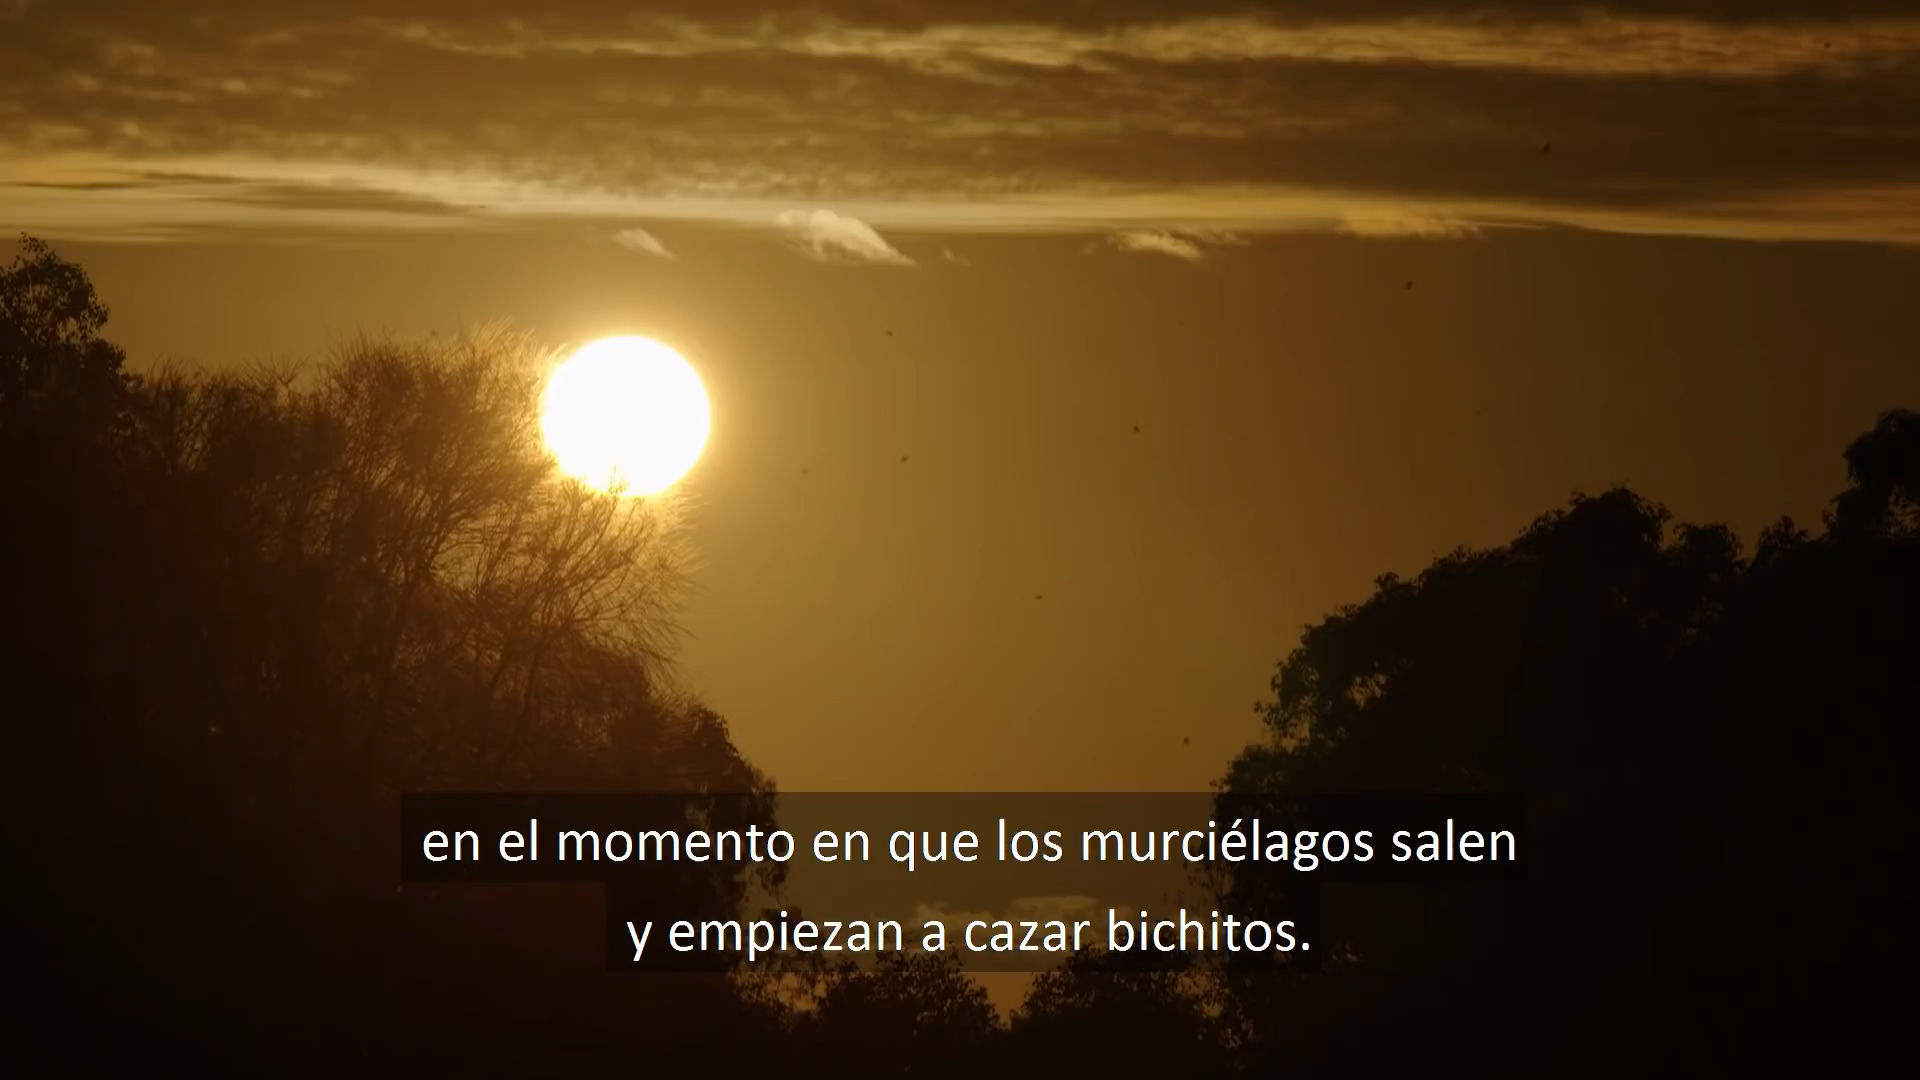 en el momento en que los murciélagos salen
y empiezan a cazar bichitos.